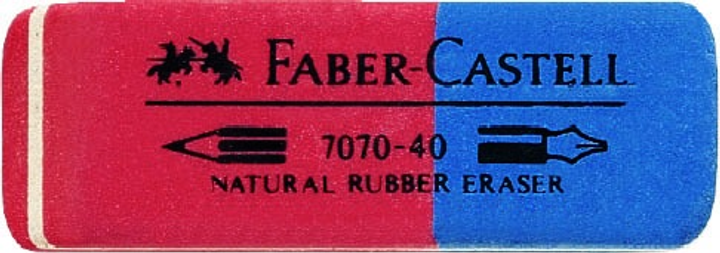 FABER-CASTELL
7070-40
NATURAL RUBBER ERASER